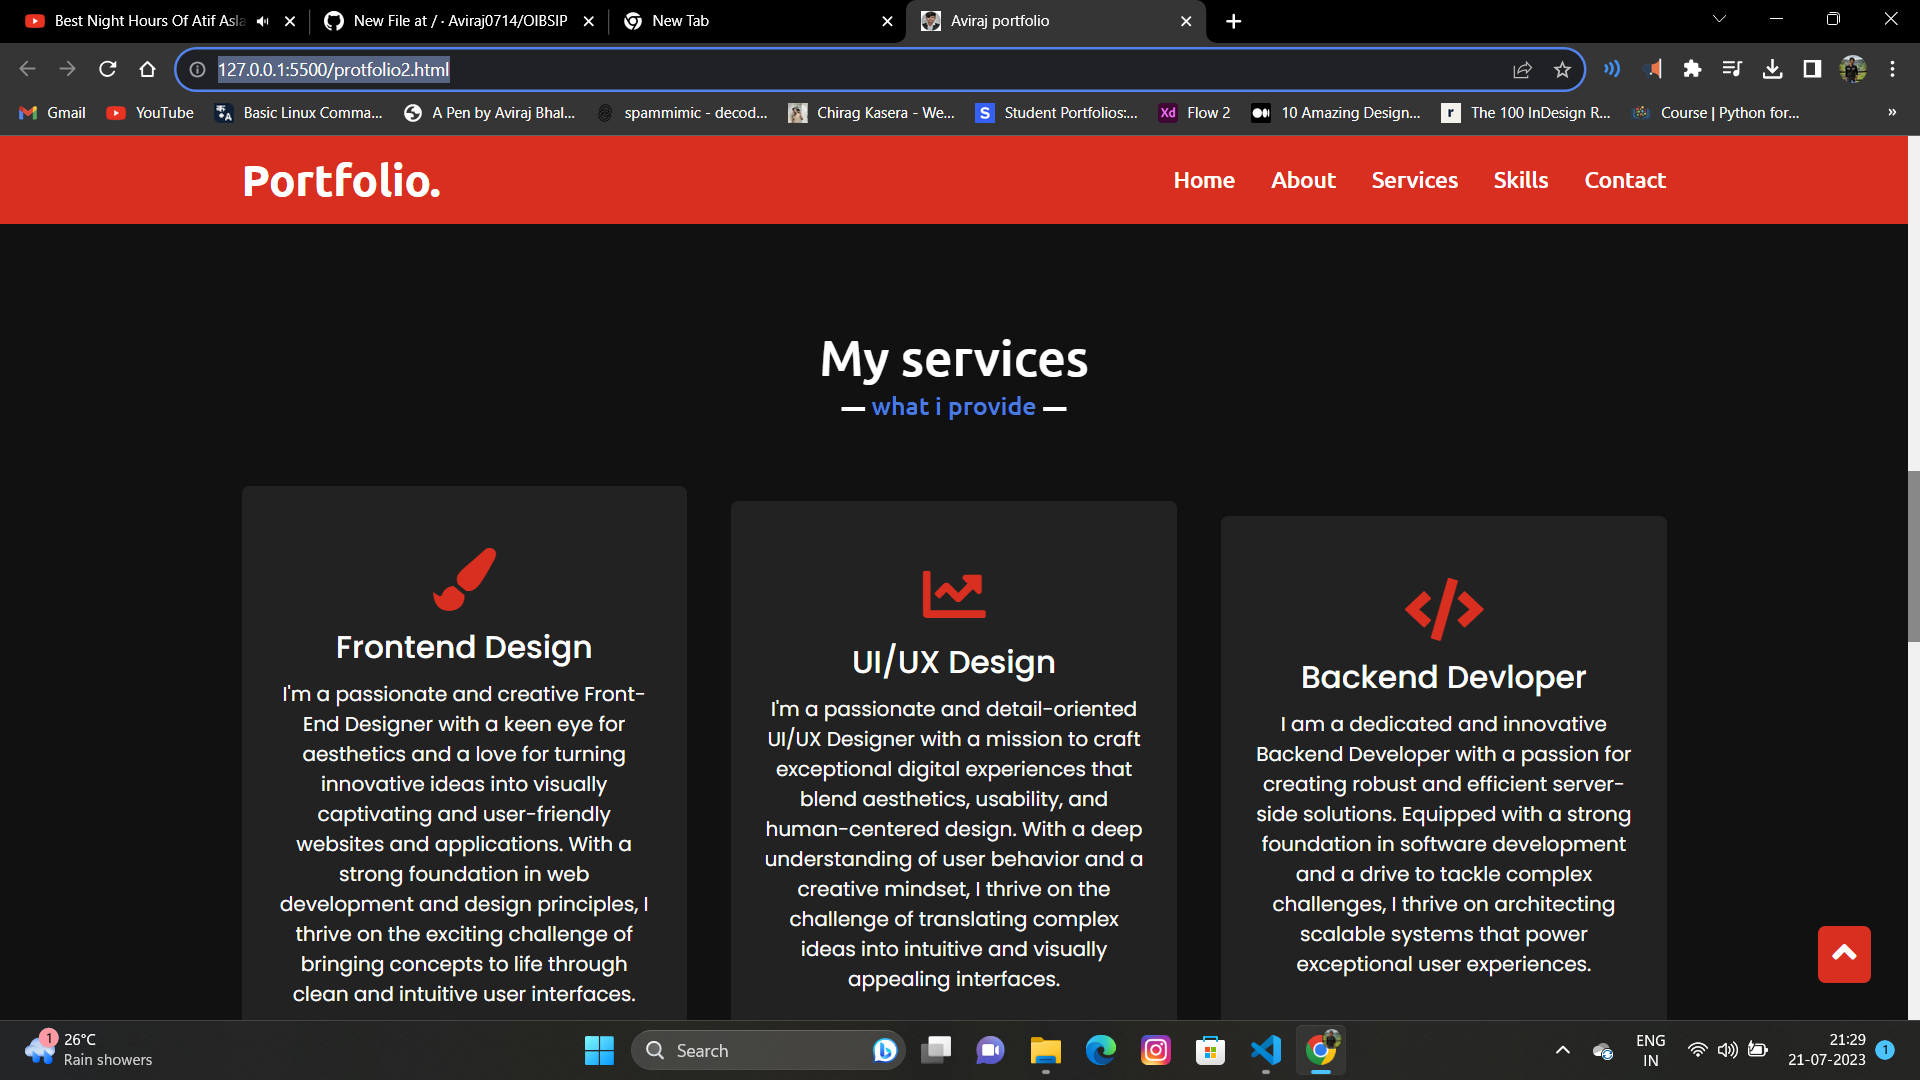 Best Night Hours Of Atif Asla
New File at / · Aviraj0714/OIBSIP
New Tab
Aviraj portfolio
127.0.0.1:5500/protfolio2.html
Gmail
YouTube
Basic Linux Comma...
A Pen by Aviraj Bhal...
spammimic - decod...
Chirag Kasera - We...
S
Student Portfolios:...
Xd
Flow 2
10 Amazing Design...
r
The 100 InDesign R...
Course | Python for...
»
Portfolio.
Home
About
Services
Skills
Contact
My services
— what i provide —
Frontend Design
I'm a passionate and creative Front-
End Designer with a keen eye for
aesthetics and a love for turning
innovative ideas into visually
captivating and user-friendly
websites and applications. With a
strong foundation in web
development and design principles, I
thrive on the exciting challenge of
bringing concepts to life through
clean and intuitive user interfaces.
UI/UX Design
I'm a passionate and detail-oriented
UI/UX Designer with a mission to craft
exceptional digital experiences that
blend aesthetics, usability, and
human-centered design. With a deep
understanding of user behavior and a
creative mindset, I thrive on the
challenge of translating complex
ideas into intuitive and visually
appealing interfaces.
Backend Devloper
I am a dedicated and innovative
Backend Developer with a passion for
creating robust and efficient server-
side solutions. Equipped with a strong
foundation in software development
and a drive to tackle complex
challenges, I thrive on architecting
scalable systems that power
exceptional user experiences.
1
26°C
Rain showers
Search
ENG
IN
21:29
21-07-2023
1